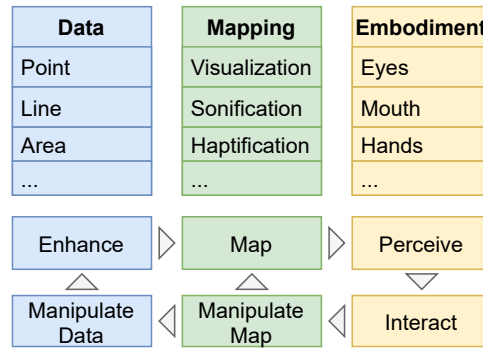 Data Mapping Embodiment
Point Visualization Eyes
Line Sonification Mouth
Area Haptification Hands
... ... ...
Enhance Map Perceive
Manipulate Data Manipulate Map Interact